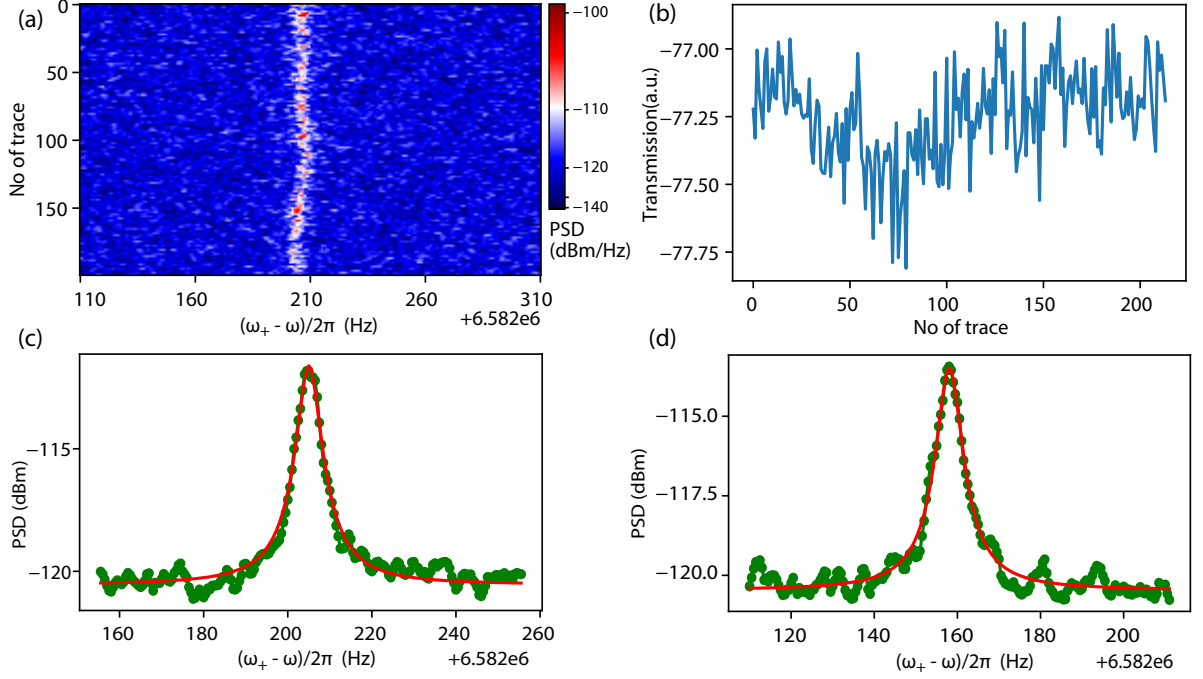 (a)
No of trace
0
50
100
150
110 160 210 260 310
(ω₊ - ω)/2π (Hz)
+6.582e6
−100
−110
−120
−140
PSD
(dBm/Hz)
(b)
Transmission(a.u.)
−77.00
−77.25
−77.50
−77.75
0 50 100 150 200
No of trace
(c)
PSD (dBm)
−115
−120
160 180 200 220 240 260
(ω₊ - ω)/2π (Hz)
+6.582e6
(d)
PSD (dBm)
−115.0
−117.5
−120.0
120 140 160 180 200
(ω₊ - ω)/2π (Hz)
+6.582e6